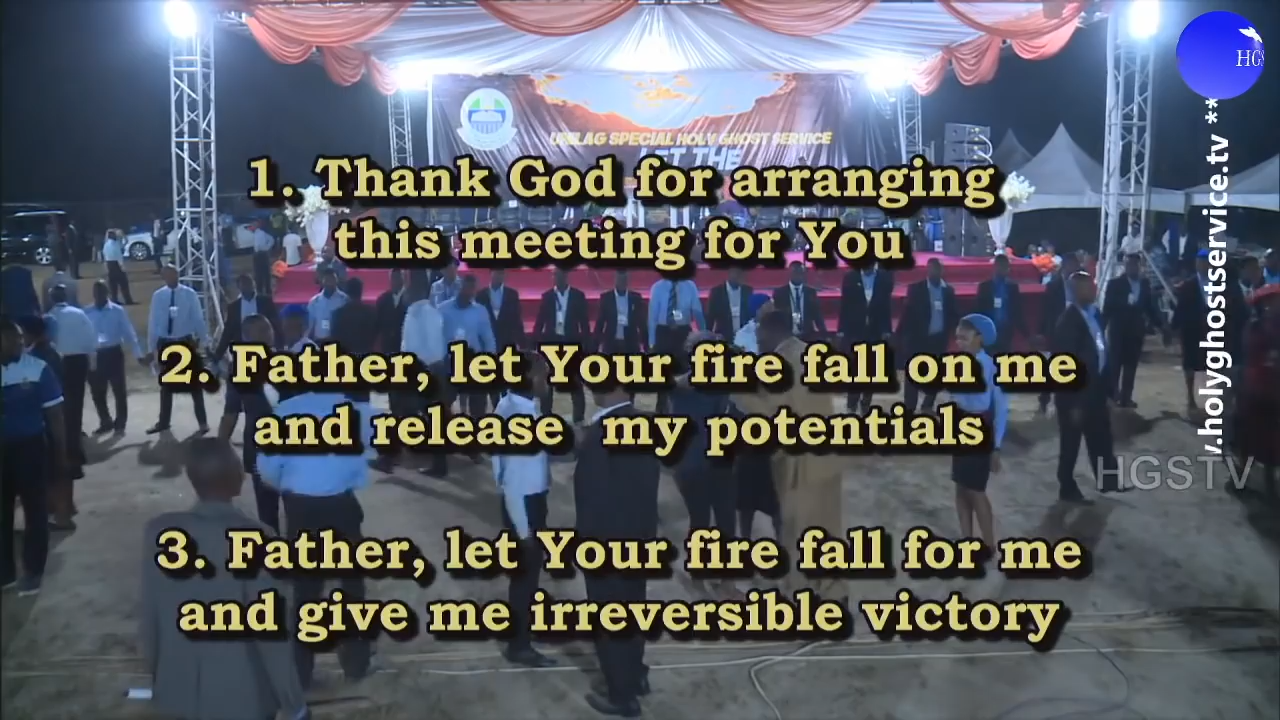 HGS
UNILAG SPECIAL HOLY GHOST SERVICE
LET THE
1. Thank God for arranging
this meeting for You
2. Father, let Your fire fall on me
and release my potentials
3. Father, let Your fire fall for me
and give me irreversible victory
.holyghostservice.tv **
HGSTV